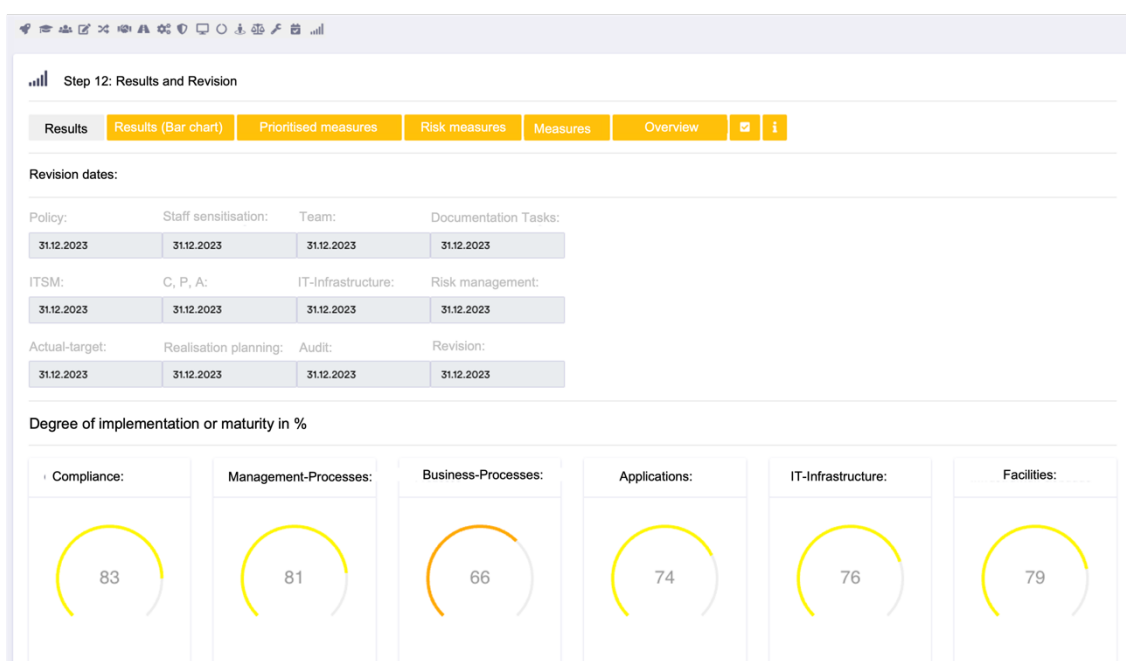 Step 12: Results and Revision
Results Results (Bar chart) Prioritised measures Risk measures Measures Overview
Revision dates:
Policy: Staff sensitisation: Team: Documentation Tasks:
31.12.2023 31.12.2023 31.12.2023 31.12.2023
ITSM: C, P, A: IT-Infrastructure: Risk management:
31.12.2023 31.12.2023 31.12.2023 31.12.2023
Actual-target: Realisation planning: Audit: Revision:
31.12.2023 31.12.2023 31.12.2023 31.12.2023
Degree of implementation or maturity in %
Compliance: Management-Processes: Business-Processes: Applications: IT-Infrastructure: Facilities:
83 81 66 74 76 79